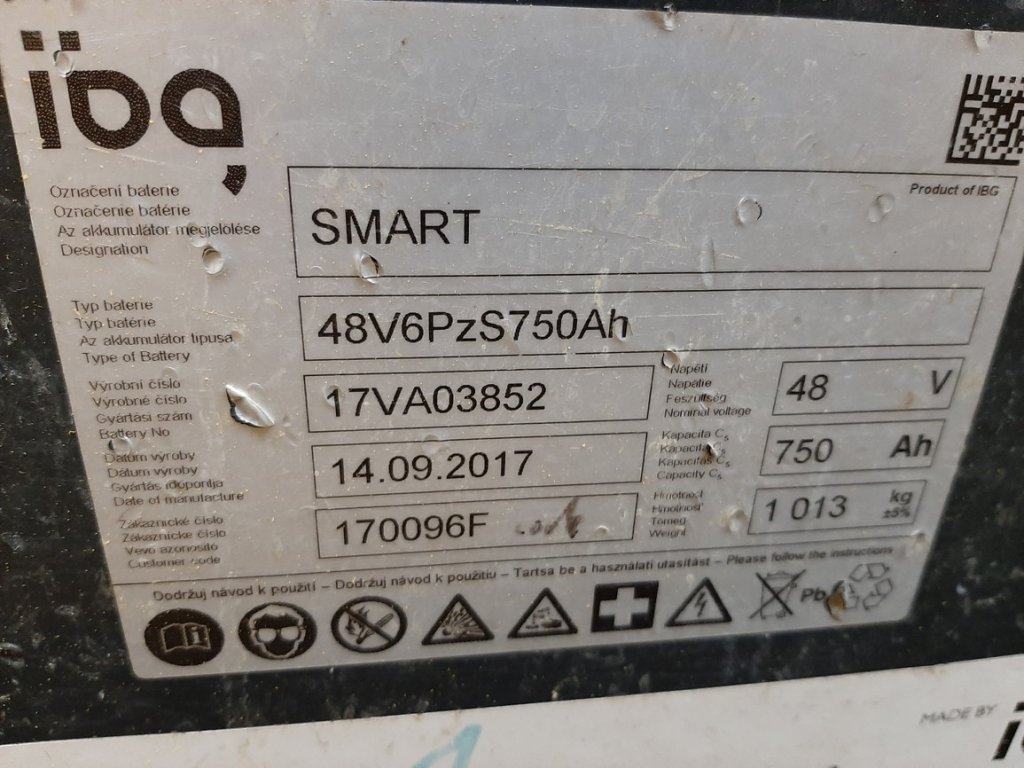 ibg
Product of IBG
Označení baterie
Označenie batérie
Az akkumulátor megjelölése
Designation
SMART
Typ baterie
Typ batérie
Az akkumulátor típusa
Type of Battery
48V6PzS750Ah
Výrobní číslo
Výrobné číslo
Gyártási szám
Battery No
17VA03852
Napětí
Napätie
Feszültség
Nominal voltage
48 V
Datum výroby
Dátum výroby
Gyártás időpontja
Date of manufacture
14.09.2017
Kapacita C5
Kapacita C5
Kapacitás C5
Capacity C5
750 Ah
Zákaznické číslo
Zákaznícke číslo
Vevő azonosító
Customer code
170096F
Hmotnost
Hmotnosť
Tömeg
Weight
1 013 kg
±5%
Dodržuj návod k použití – Dodržuj návod k použitiu – Tartsa be a használati utasítást – Please follow the instructions
Pb
MADE BY